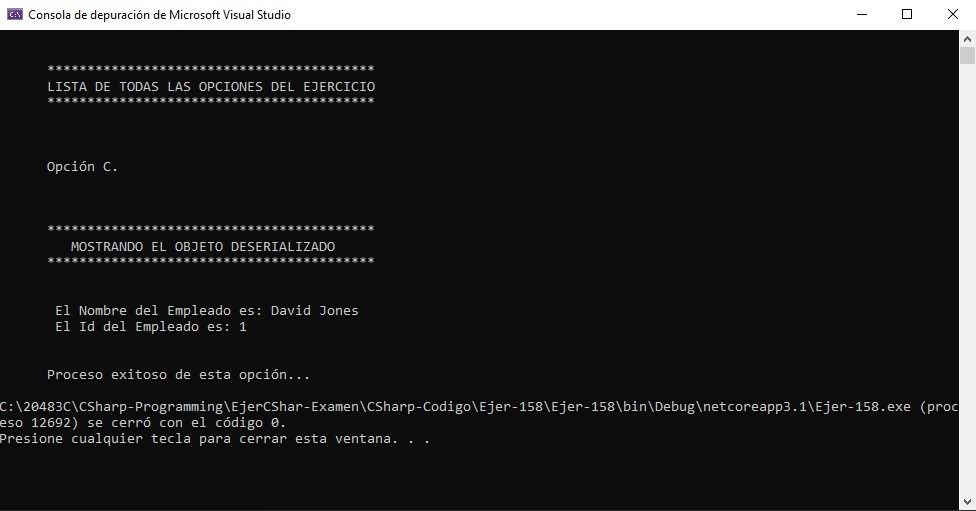 Consola de depuración de Microsoft Visual Studio
*****************************************
LISTA DE TODAS LAS OPCIONES DEL EJERCICIO
*****************************************
Opción C.
*****************************************
MOSTRANDO EL OBJETO DESERIALIZADO
*****************************************
El Nombre del Empleado es: David Jones
El Id del Empleado es: 1
Proceso exitoso de esta opción...
C:\20483C\CSharp-Programming\EjerCShar-Examen\CSharp-Codigo\Ejer-158\Ejer-158\bin\Debug\netcoreapp3.1\Ejer-158.exe (proc
eso 12692) se cerró con el código 0.
Presione cualquier tecla para cerrar esta ventana. . .